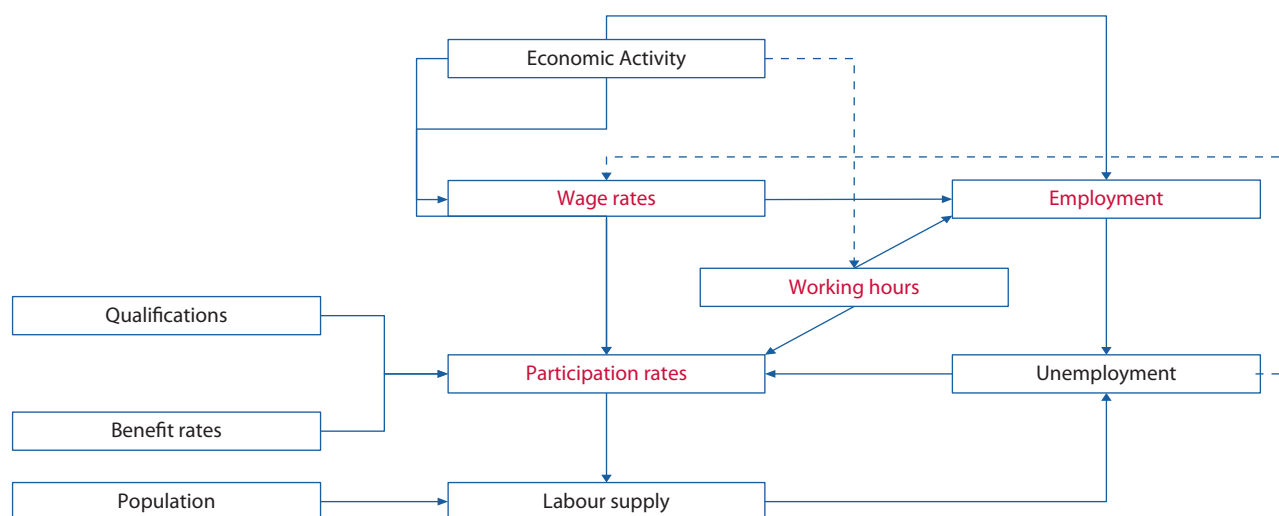 Economic Activity
Wage rates
Employment
Working hours
Qualifications
Participation rates
Unemployment
Benefit rates
Population
Labour supply